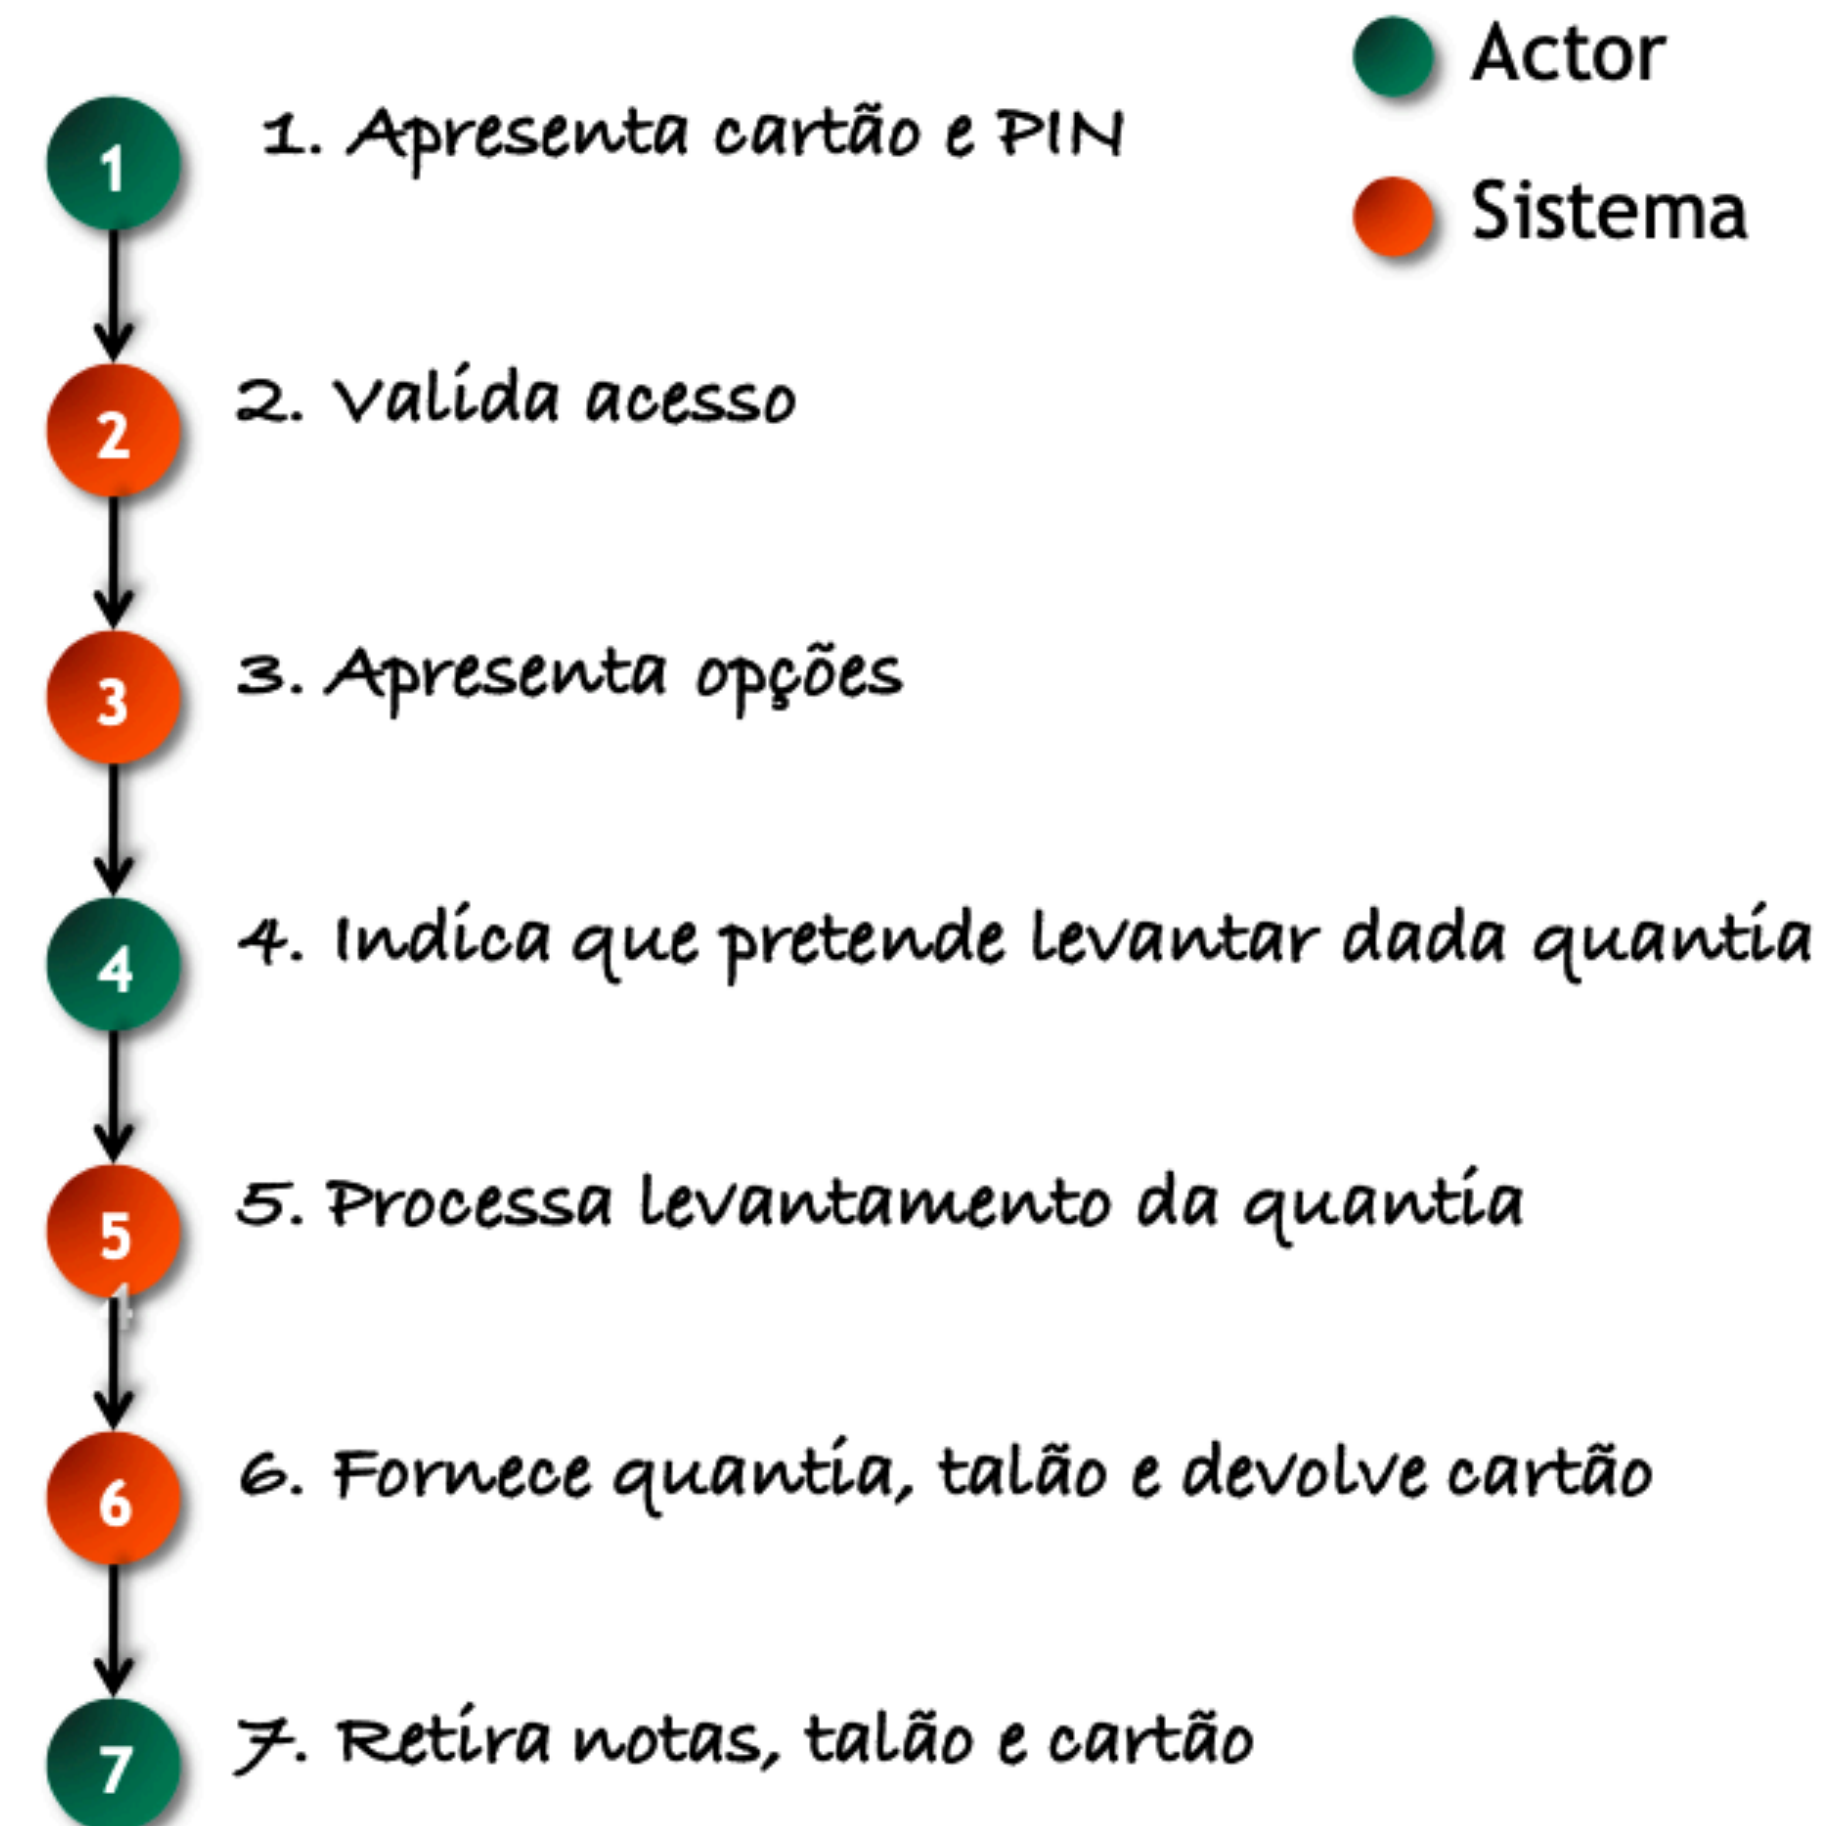 Actor
1
1. Apresenta cartão e PIN
Sistema
2
2. Valida acesso
3
3. Apresenta opções
4
4. Indica que pretende levantar dada quantia
5
5. Processa levantamento da quantia
4
6
6. Fornece quantia, talão e devolve cartão
7
7. Retira notas, talão e cartão